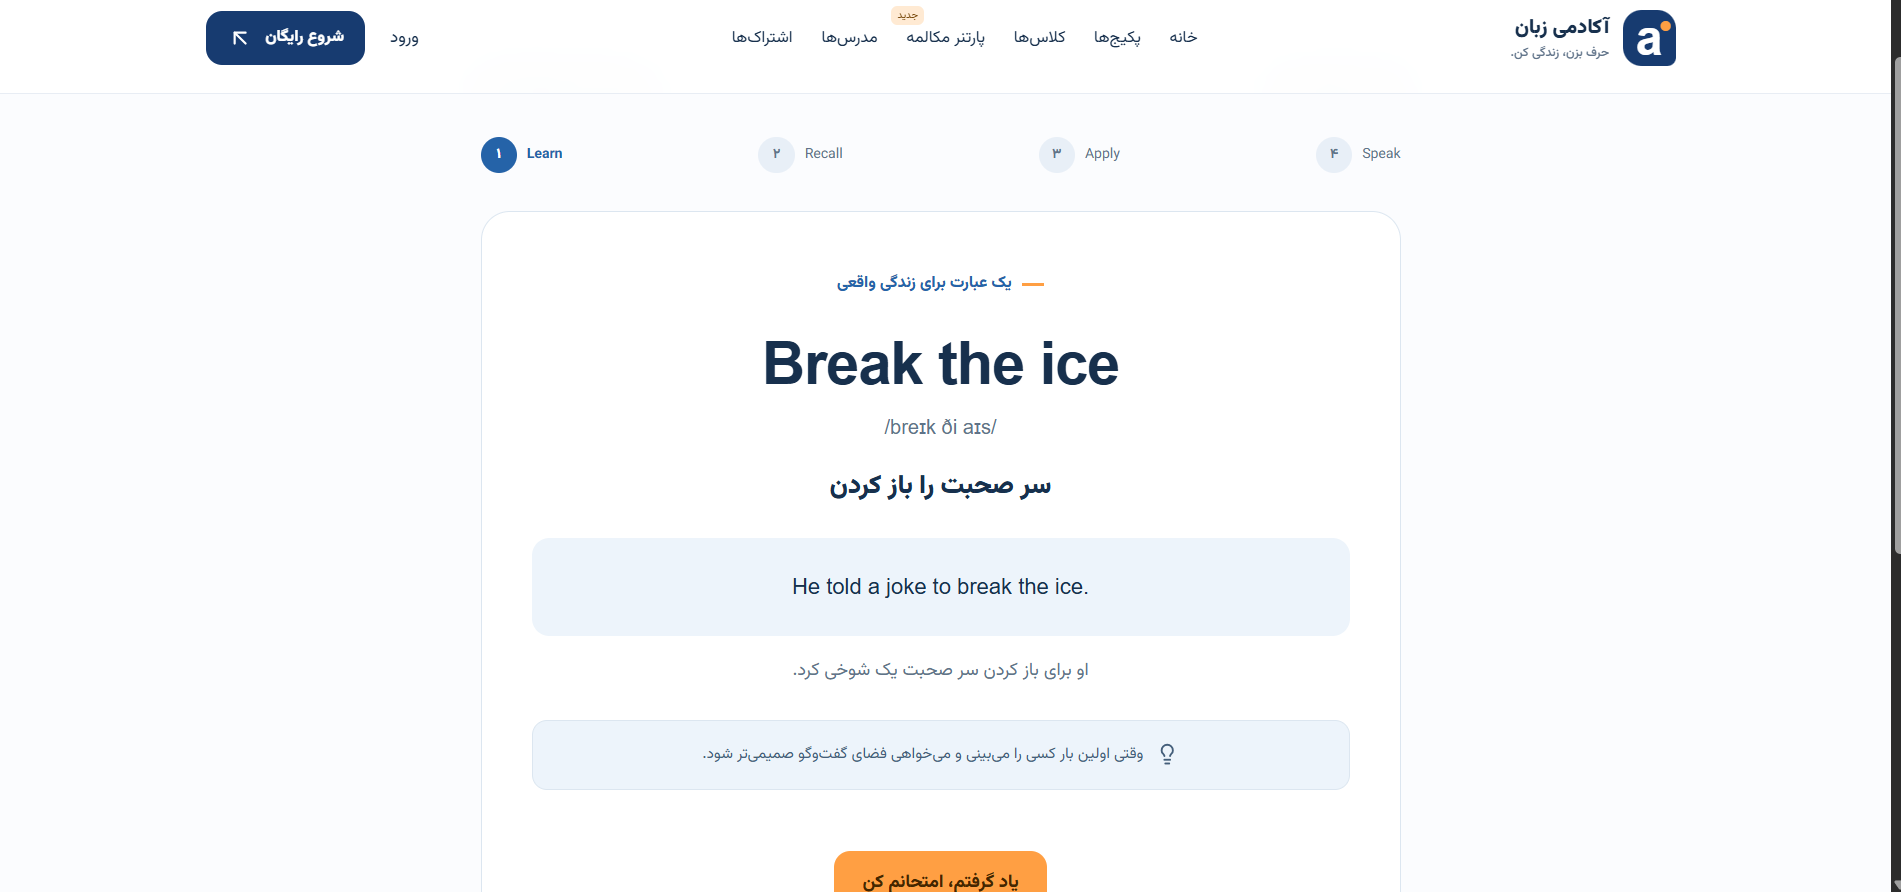 آکادمی زبان
حرف بزن، زندگی کن.
a
خانه
پکیج‌ها
کلاس‌ها
پارتنر مکالمه
جدید
مدرس‌ها
اشتراک‌ها
ورود
شروع رایگان
۱ Learn
۲ Recall
۳ Apply
۴ Speak
یک عبارت برای زندگی واقعی
Break the ice
/breɪk ði aɪs/
سر صحبت را باز کردن
He told a joke to break the ice.
او برای باز کردن سر صحبت یک شوخی کرد.
وقتی اولین بار کسی را می‌بینی و می‌خواهی فضای گفت‌وگو صمیمی‌تر شود.
یاد گرفتم، امتحانم کن